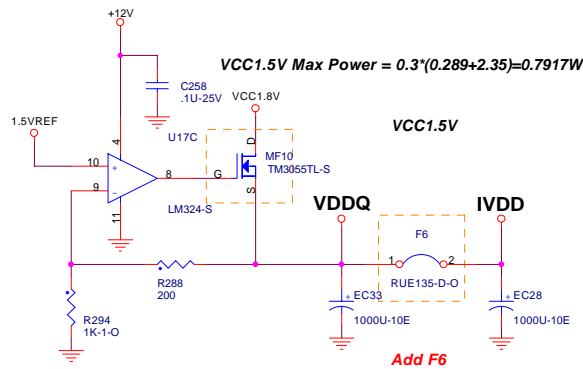 +12V
VCC1.5V Max Power = 0.3*(0.289+2.35)=0.7917W
C258
.1U-25V
VCC1.8V
1.5VREF
U17C
VCC1.5V
4
D
MF10
TM3055TL-S
10
+
8
G
9
-
S
11
LM324-S
VDDQ
IVDD
F6
1
2
R288
200
RUE135-D-O
R294
1K-1-O
+
EC33
1000U-10E
+
EC28
1000U-10E
Add F6